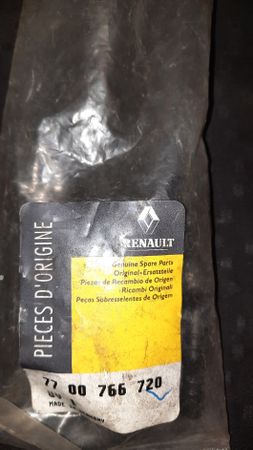 PIECES D'ORIGINE
RENAULT
Genuine Spare Parts
Original-Ersatzteile
Piezas de Recambio de Origen
Ricambi Originali
Peças Sobresselentes de Origem
77 00 766 720
MADE